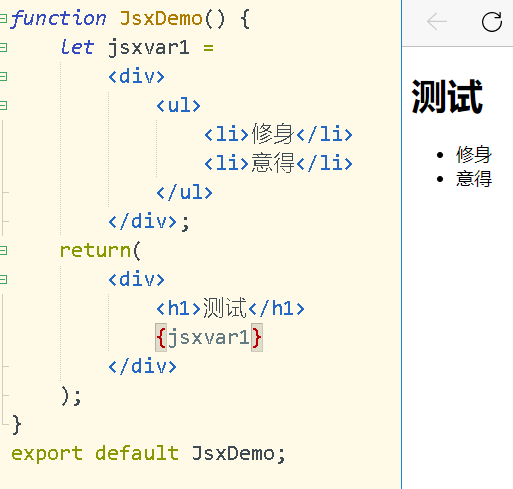 function JsxDemo() {
    let jsxvar1 =
        <div>
            <ul>
                <li>修身</li>
                <li>意得</li>
            </ul>
        </div>;
    return(
        <div>
            <h1>测试</h1>
            {jsxvar1}
        </div>
    );
}
export default JsxDemo;
测试
修身
意得